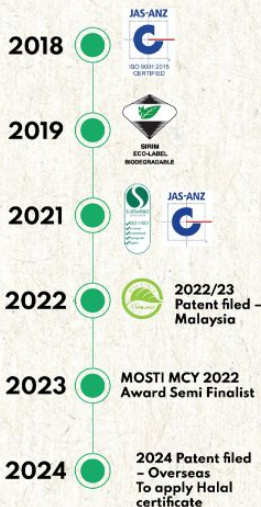 JAS-ANZ
2018
ISO 9001:2015
CERTIFIED
2019
SIRIM
ECO-LABEL
BIODEGRADABLE
JAS-ANZ
2021
2022
2022/23
Patent filed –
Malaysia
2023
MOSTI MCY 2022
Award Semi Finalist
2024
2024 Patent filed
– Overseas
To apply Halal
certificate